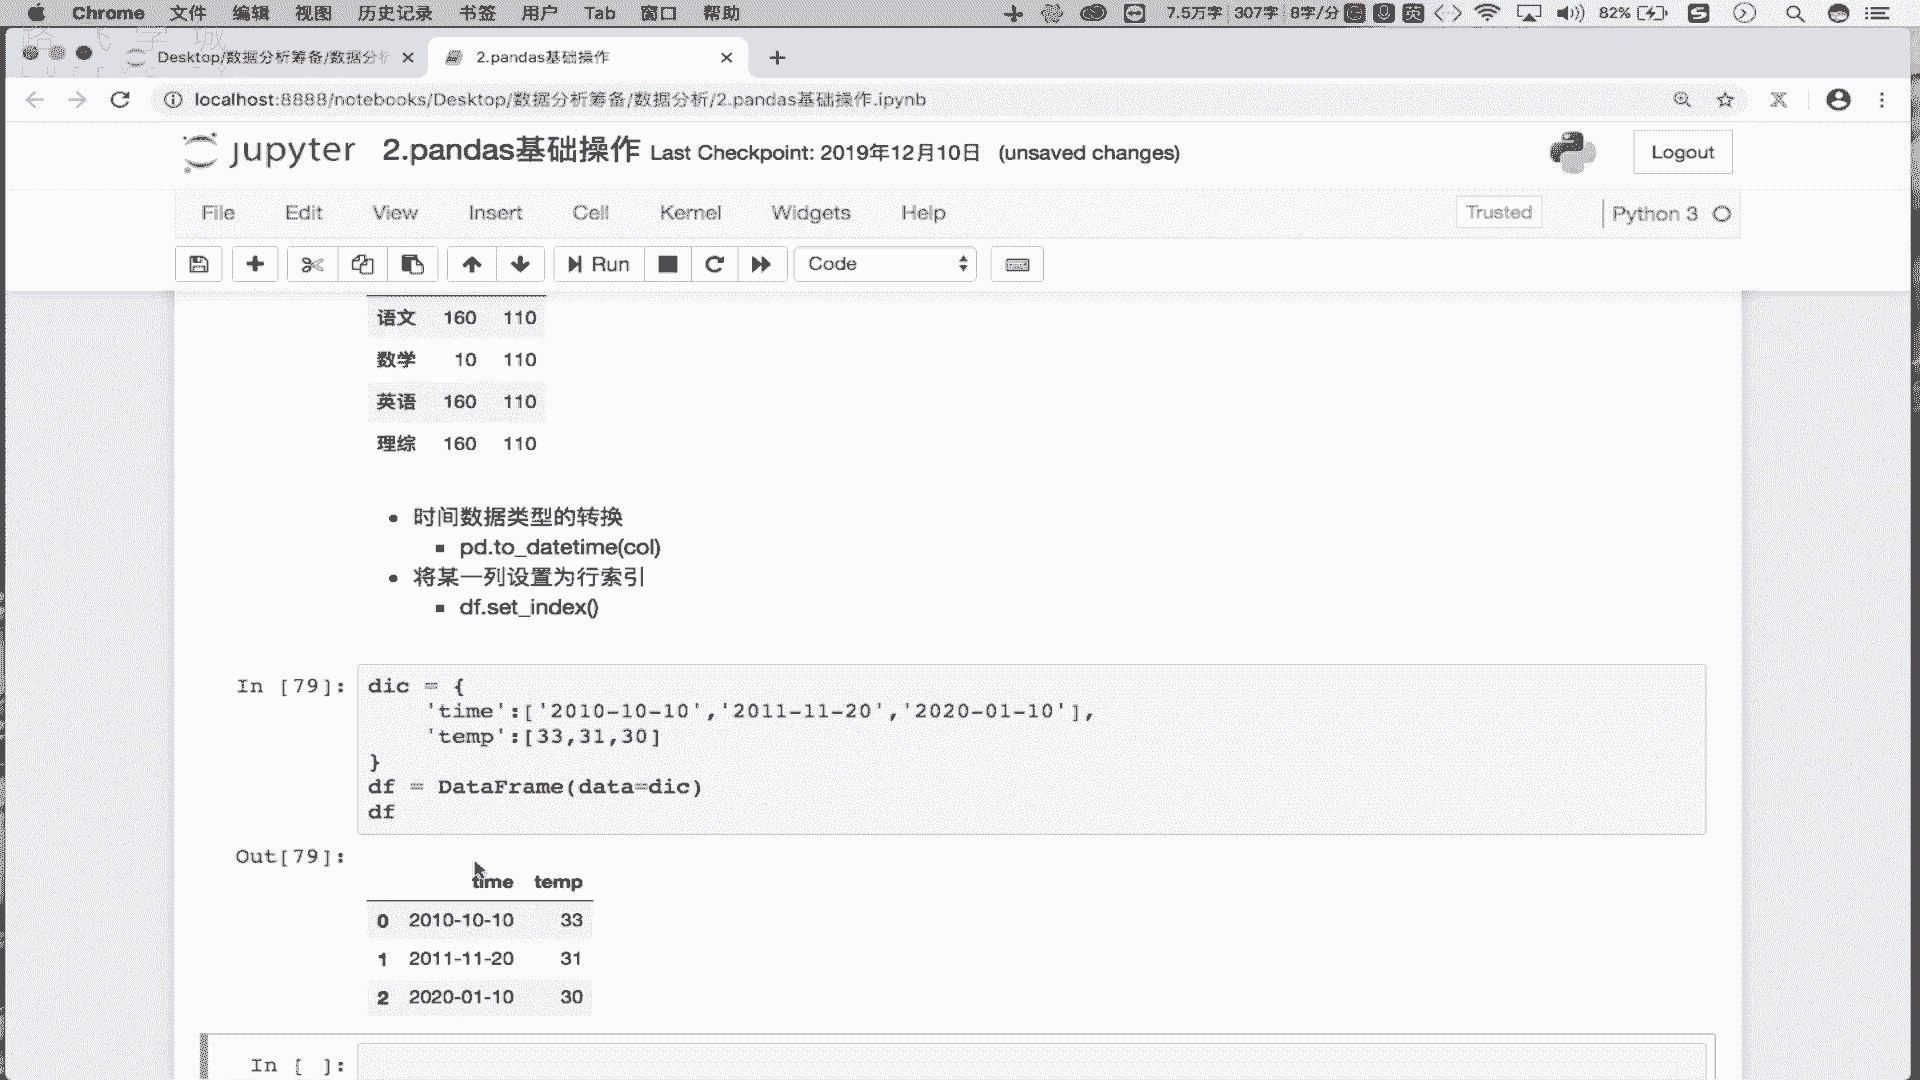 Chrome 文件 编辑 视图 历史记录 书签 用户 Tab 窗口 帮助 7.5万字 307字 8字/分 英 82%
Desktop/数据分析筹备/数据分析 2.pandas基础操作
localhost:8888/notebooks/Desktop/数据分析筹备/数据分析/2.pandas基础操作.ipynb
jupyter 2.pandas基础操作 Last Checkpoint: 2019年12月10日 (unsaved changes) Logout
File Edit View Insert Cell Kernel Widgets Help Trusted Python 3
Run Code
语文 160 110
数学 10 110
英语 160 110
理综 160 110
时间数据类型的转换
pd.to_datetime(col)
将某一列设置为行索引
df.set_index()
In [79]: dic = {
'time':['2010-10-10','2011-11-20','2020-01-10'],
'temp':[33,31,30]
}
df = DataFrame(data=dic)
df
Out[79]:
time temp
0 2010-10-10 33
1 2011-11-20 31
2 2020-01-10 30
In [ ]: